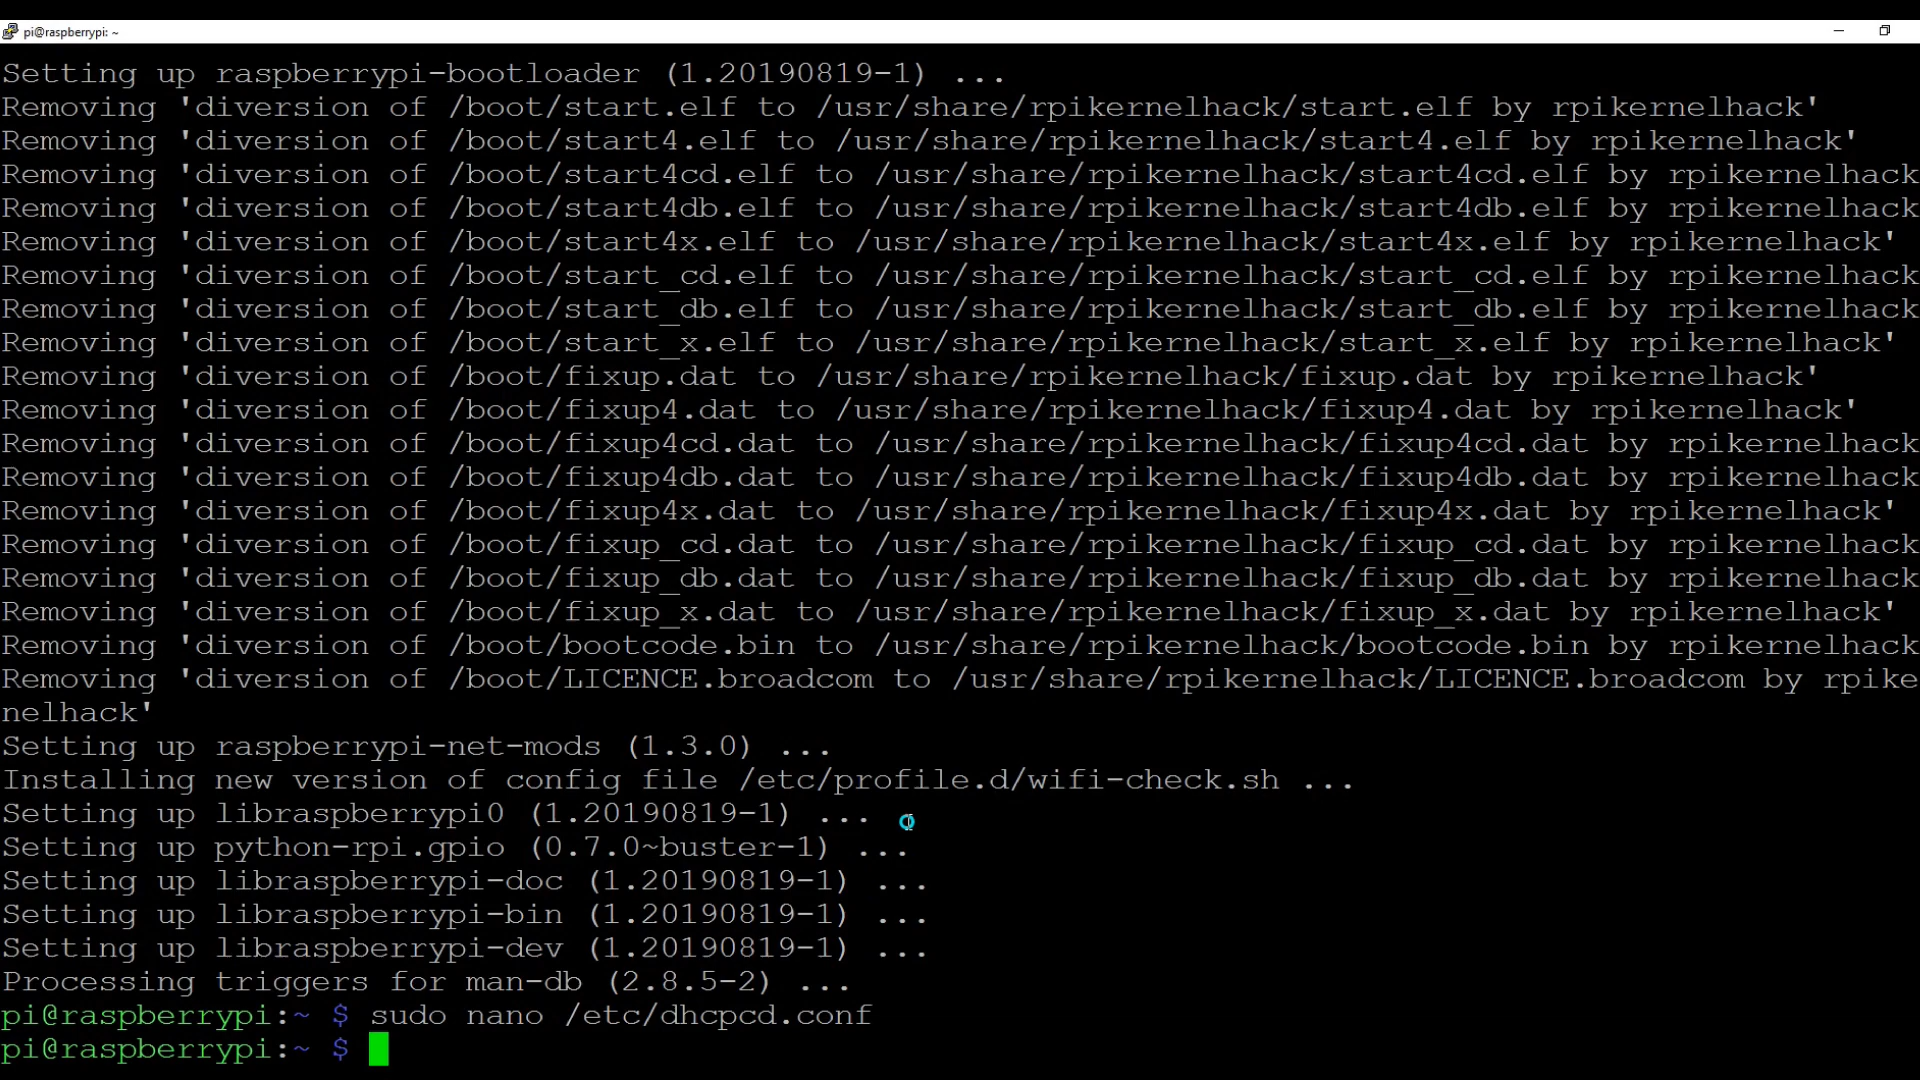 pi@raspberrypi: ~
Setting up raspberrypi-bootloader (1.20190819-1) ...
Removing 'diversion of /boot/start.elf to /usr/share/rpikernelhack/start.elf by rpikernelhack'
Removing 'diversion of /boot/start4.elf to /usr/share/rpikernelhack/start4.elf by rpikernelhack'
Removing 'diversion of /boot/start4cd.elf to /usr/share/rpikernelhack/start4cd.elf by rpikernelhack
Removing 'diversion of /boot/start4db.elf to /usr/share/rpikernelhack/start4db.elf by rpikernelhack
Removing 'diversion of /boot/start4x.elf to /usr/share/rpikernelhack/start4x.elf by rpikernelhack'
Removing 'diversion of /boot/start_cd.elf to /usr/share/rpikernelhack/start_cd.elf by rpikernelhack
Removing 'diversion of /boot/start_db.elf to /usr/share/rpikernelhack/start_db.elf by rpikernelhack
Removing 'diversion of /boot/start_x.elf to /usr/share/rpikernelhack/start_x.elf by rpikernelhack'
Removing 'diversion of /boot/fixup.dat to /usr/share/rpikernelhack/fixup.dat by rpikernelhack'
Removing 'diversion of /boot/fixup4.dat to /usr/share/rpikernelhack/fixup4.dat by rpikernelhack'
Removing 'diversion of /boot/fixup4cd.dat to /usr/share/rpikernelhack/fixup4cd.dat by rpikernelhack
Removing 'diversion of /boot/fixup4db.dat to /usr/share/rpikernelhack/fixup4db.dat by rpikernelhack
Removing 'diversion of /boot/fixup4x.dat to /usr/share/rpikernelhack/fixup4x.dat by rpikernelhack'
Removing 'diversion of /boot/fixup_cd.dat to /usr/share/rpikernelhack/fixup_cd.dat by rpikernelhack
Removing 'diversion of /boot/fixup_db.dat to /usr/share/rpikernelhack/fixup_db.dat by rpikernelhack
Removing 'diversion of /boot/fixup_x.dat to /usr/share/rpikernelhack/fixup_x.dat by rpikernelhack'
Removing 'diversion of /boot/bootcode.bin to /usr/share/rpikernelhack/bootcode.bin by rpikernelhack
Removing 'diversion of /boot/LICENCE.broadcom to /usr/share/rpikernelhack/LICENCE.broadcom by rpike
nelhack'
Setting up raspberrypi-net-mods (1.3.0) ...
Installing new version of config file /etc/profile.d/wifi-check.sh ...
Setting up libraspberrypi0 (1.20190819-1) ...
Setting up python-rpi.gpio (0.7.0~buster-1) ...
Setting up libraspberrypi-doc (1.20190819-1) ...
Setting up libraspberrypi-bin (1.20190819-1) ...
Setting up libraspberrypi-dev (1.20190819-1) ...
Processing triggers for man-db (2.8.5-2) ...
pi@raspberrypi:~ $ sudo nano /etc/dhcpcd.conf
pi@raspberrypi:~ $